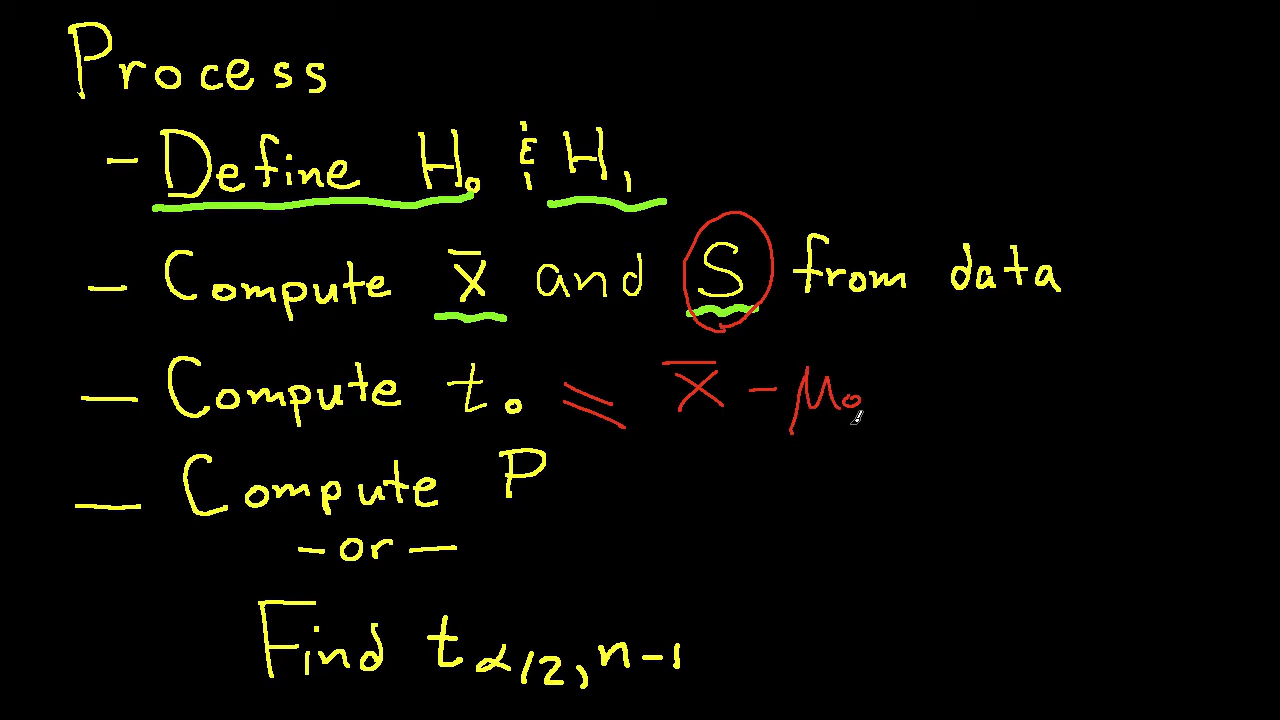 Process
- Define H₀ & H₁
- Compute x̄ and S from data
- Compute t₀ = x̄ - μ₀
- Compute P
- or -
Find t α/2, n-1